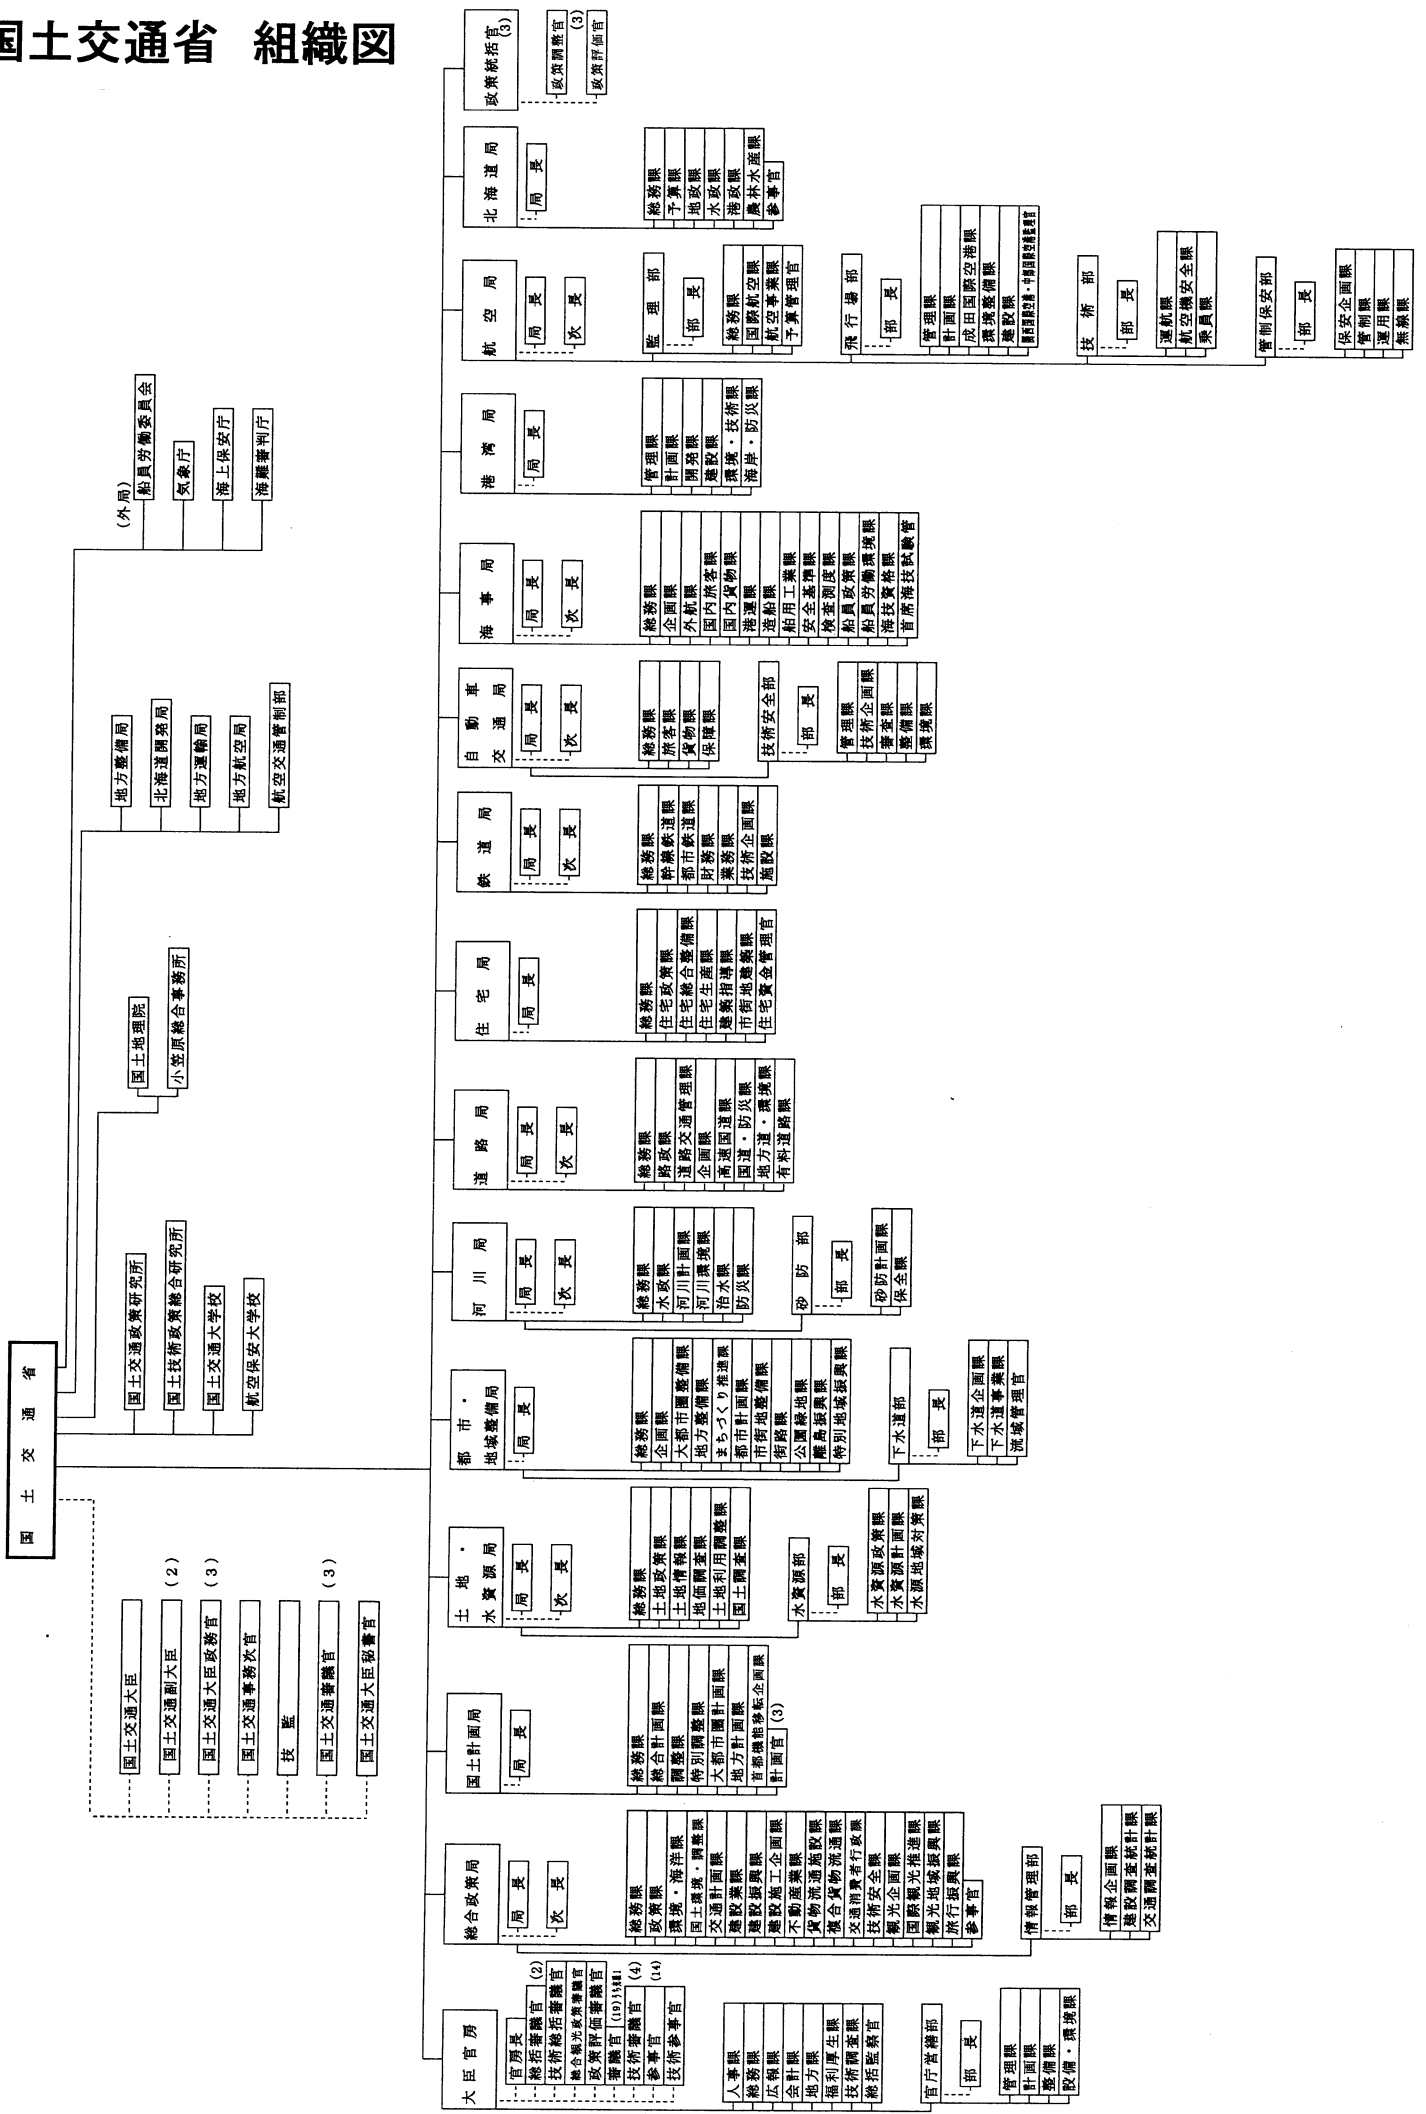 国土交通省 組織図
国土交通省
国土交通大臣
国土交通副大臣 (2)
国土交通大臣政務官 (3)
国土交通事務次官
技監
国土交通審議官 (3)
国土交通大臣秘書官
国土交通政策研究所
国土技術政策総合研究所
国土交通大学校
航空保安大学校
国土地理院
小笠原総合事務所
地方整備局
北海道開発局
地方運輸局
地方航空局
航空交通管制部
(外局)
船員労働委員会
気象庁
海上保安庁
海難審判庁
大臣官房
官房長
総括審議官 (2)
技術総括審議官
総合観光政策審議官
政策評価審議官
審議官 (19)
技術審議官 (4)
参事官 (14)
技術参事官
人事課
総務課
広報課
会計課
地方課
福利厚生課
技術調査課
総括監察官
官庁営繕部
部長
管理課
計画課
整備課
設備・環境課
総合政策局
局長
次長
総務課
政策課
環境・海洋課
国土環境・調整課
交通計画課
建設業課
建設振興課
建設施工企画課
不動産業課
貨物流通施設課
複合貨物流通課
交通消費者行政課
技術安全課
観光企画課
国際観光推進課
観光地域振興課
旅行振興課
参事官
情報管理部
部長
情報企画課
建設調査統計課
交通調査統計課
国土計画局
局長
総務課
総合計画課
調整課
特別調整課
大都市圏計画課
地方計画課
首都機能移転企画課
計画官 (3)
土地・
水資源局
局長
次長
総務課
土地政策課
土地情報課
地価調査課
土地利用調整課
国土調査課
水資源部
部長
水資源政策課
水資源計画課
水源地域対策課
都市・
地域整備局
局長
総務課
企画課
大都市圏整備課
地方整備課
まちづくり推進課
都市計画課
市街地整備課
街路課
公園緑地課
離島振興課
特別地域振興課
下水道部
部長
下水道企画課
下水道事業課
流域管理官
河川局
局長
次長
総務課
水政課
河川計画課
河川環境課
治水課
防災課
砂防部
部長
砂防計画課
保全課
道路局
局長
次長
総務課
路政課
道路交通管理課
企画課
高速国道課
国道・防災課
地方道・環境課
有料道路課
住宅局
局長
総務課
住宅政策課
住宅総合整備課
住宅生産課
建築指導課
市街地建築課
住宅資金管理官
鉄道局
局長
次長
総務課
幹線鉄道課
都市鉄道課
財務課
業務課
技術企画課
施設課
自動車
交通局
局長
次長
総務課
旅客課
貨物課
保障課
技術安全部
部長
管理課
技術企画課
審査課
整備課
環境課
海事局
局長
次長
総務課
企画課
外航課
国内旅客課
国内貨物課
港運課
造船課
舶用工業課
安全基準課
検査測度課
船員政策課
船員労働環境課
海技資格課
首席海技試験管
港湾局
局長
管理課
計画課
開発課
建設課
環境・技術課
海岸・防災課
航空局
局長
次長
監理部
部長
総務課
国際航空課
航空事業課
予算管理官
飛行場部
部長
管理課
計画課
成田国際空港課
環境整備課
建設課
関西国際空港・中部国際空港監理官
技術部
部長
運航課
航空機安全課
乗員課
管制保安部
部長
保安企画課
管制課
運用課
無線課
北海道局
局長
総務課
予算課
地政課
水政課
港政課
農林水産課
参事官
政策統括官 (3)
政策調整官 (3)
政策評価官